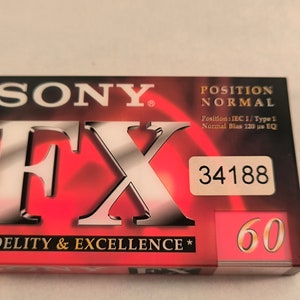 SONY®
POSITION
NORMAL
Position: IEC I / Type I
Normal Bias 120 µs EQ
FX
34188
DELITY & EXCELLENCE*
60
FX